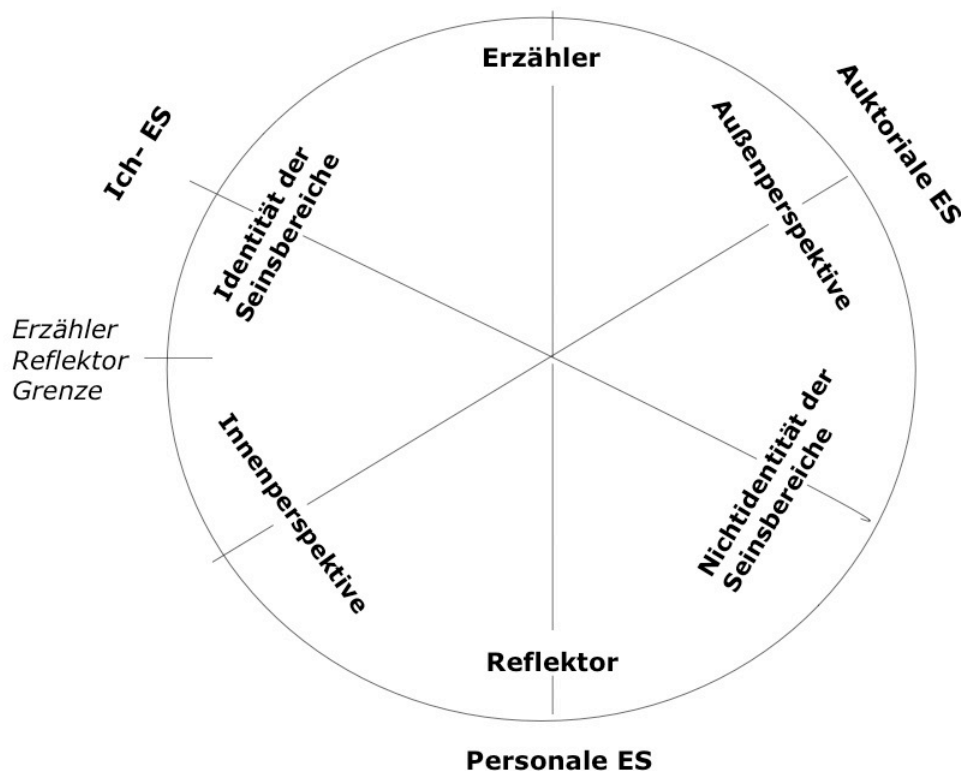 Erzähler
Auktoriale ES
Außenperspektive
Ich- ES
Identität der
Seinsbereiche
Erzähler
Reflektor
Grenze
Innenperspektive
Nichtidentität der
Seinsbereiche
Reflektor
Personale ES